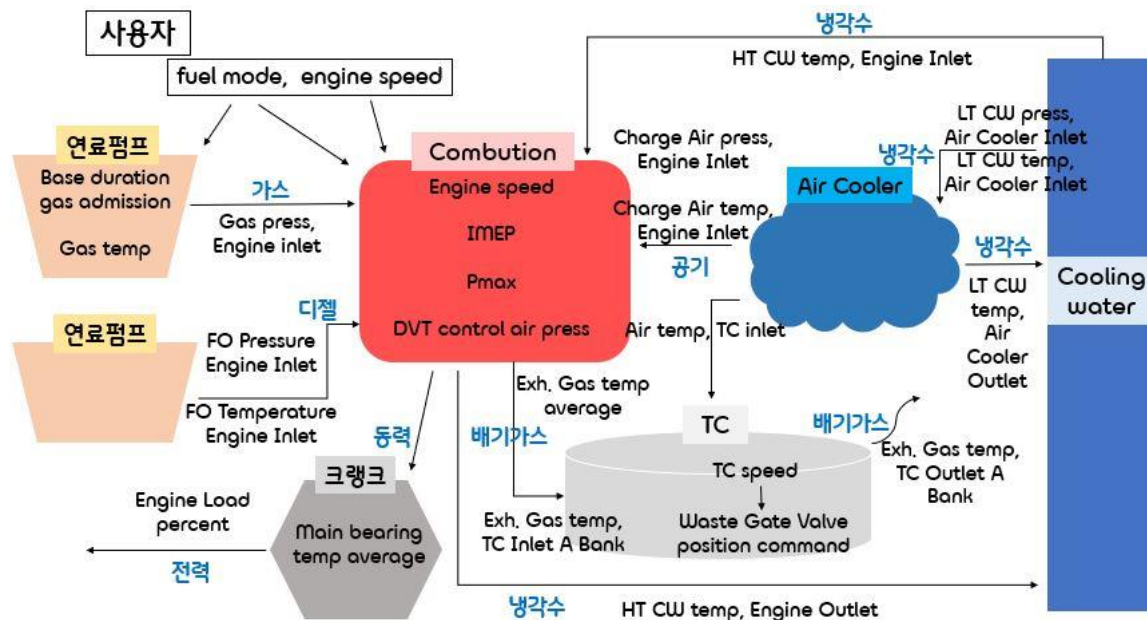 사용자
fuel mode, engine speed
냉각수
HT CW temp, Engine Inlet
연료펌프
Base duration
gas admission
Gas temp
가스
Gas press,
Engine inlet
Combution
Engine speed
IMEP
Pmax
DVT control air press
Charge Air press,
Engine Inlet
Charge Air temp,
Engine Inlet
공기
Air Cooler
냉각수
LT CW press,
Air Cooler Inlet
LT CW temp,
Air Cooler Inlet
냉각수
LT CW
temp,
Air
Cooler
Outlet
Cooling
water
연료펌프
디젤
FO Pressure
Engine Inlet
FO Temperature
Engine Inlet
Air temp, TC inlet
Exh. Gas temp
average
동력
배기가스
TC
TC speed
Waste Gate Valve
position command
Exh. Gas temp,
TC Inlet A Bank
배기가스
Exh. Gas temp,
TC Outlet A
Bank
크랭크
Main bearing
temp average
Engine Load
percent
전력
냉각수
HT CW temp, Engine Outlet